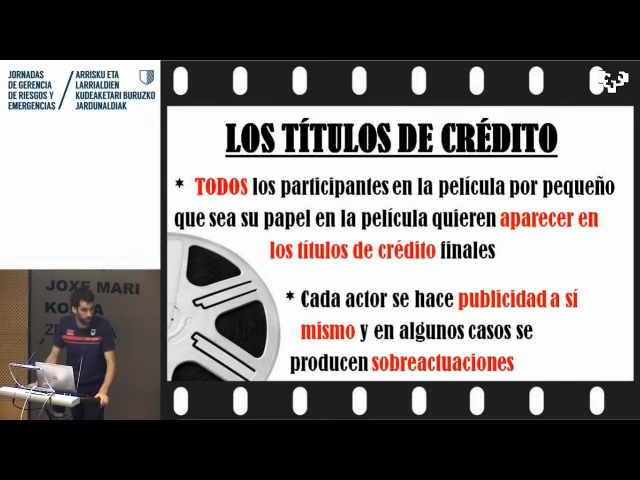 JORNADAS
DE GERENCIA
DE RIESGOS Y
EMERGENCIAS
ARRISKU ETA
LARRIALDIEN
KUDEAKETARI BURUZKO
JARDUNALDIAK
LOS TÍTULOS DE CRÉDITO
* TODOS los participantes en la película por pequeño
que sea su papel en la película quieren aparecer en
los títulos de crédito finales
* Cada actor se hace publicidad a sí
mismo y en algunos casos se
producen sobreactuaciones
JOXE MARI